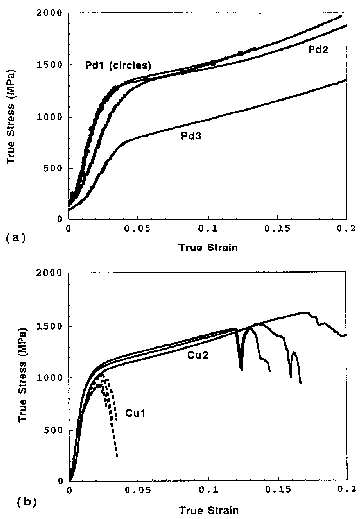 2000
1500
1000
500
0
True Stress (MPa)
Pd1 (circles)
Pd2
Pd3
0 0.05 0.1 0.15 0.2
True Strain
(a)
2000
1500
1000
500
0
True Stress (MPa)
Cu2
Cu1
0 0.05 0.1 0.15 0.2
True Strain
(b)